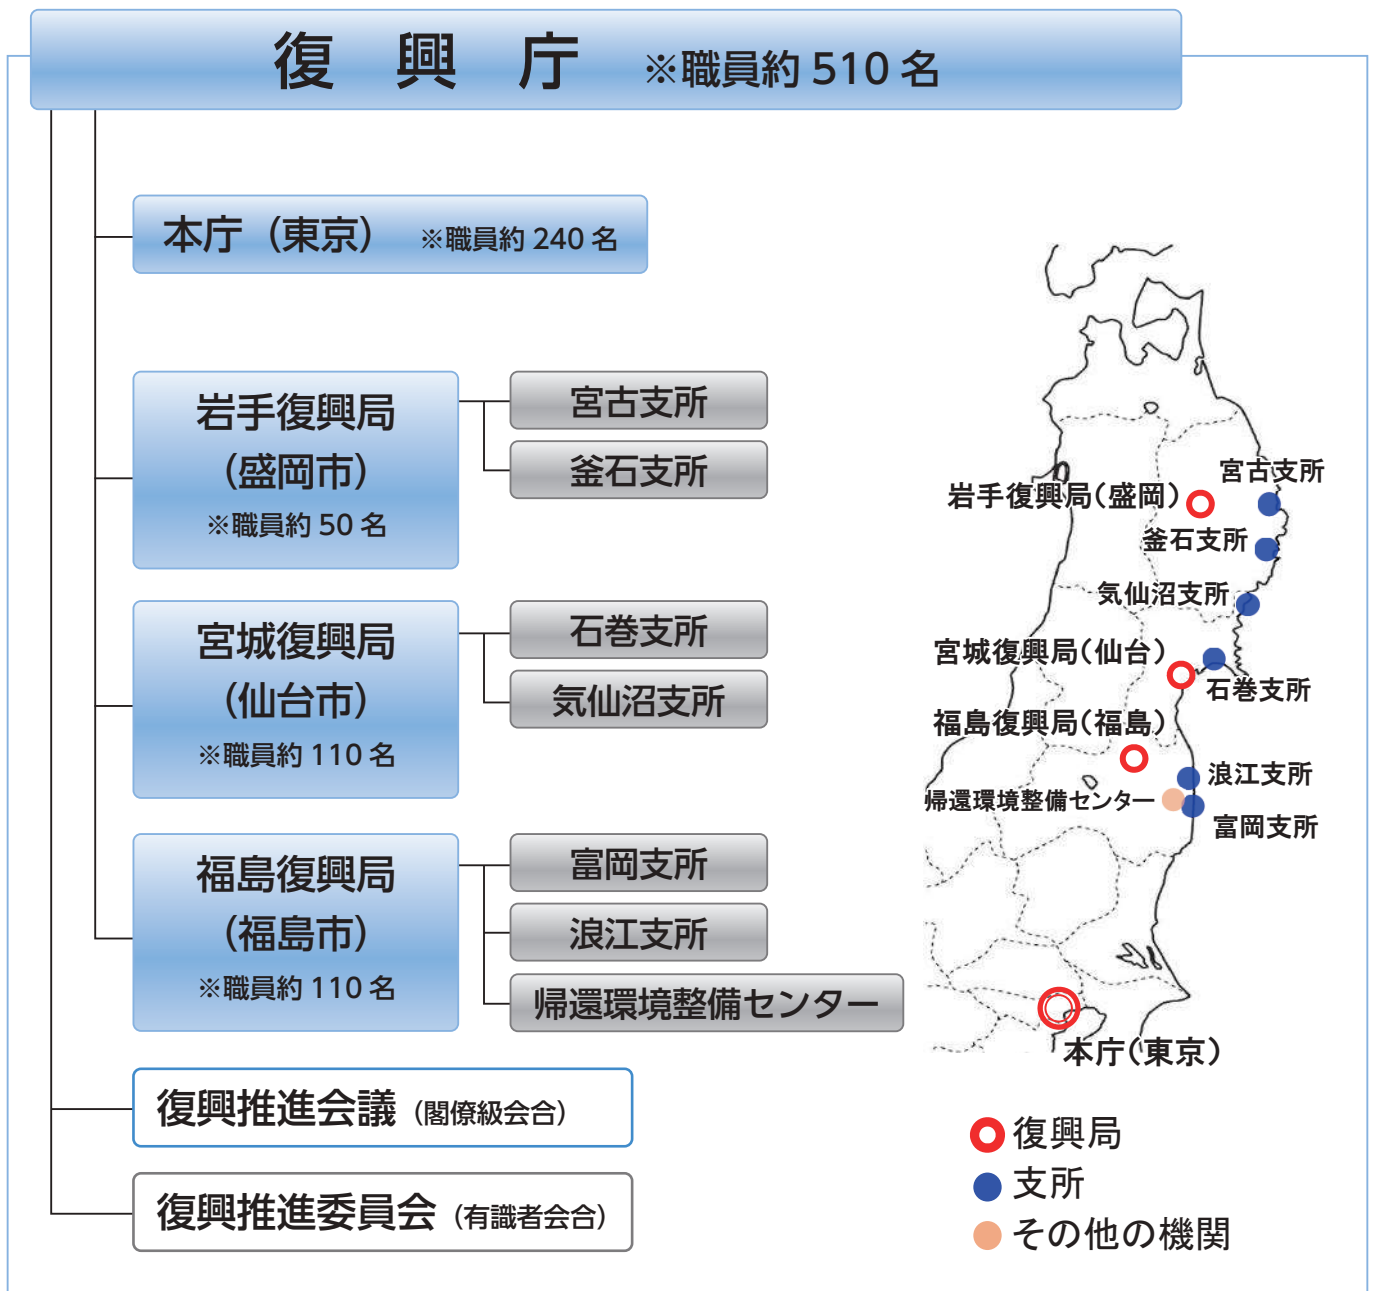 復興庁 ※職員約 510 名
本庁（東京） ※職員約 240 名
岩手復興局
（盛岡市）
※職員約 50 名
宮古支所
釜石支所
宮城復興局
（仙台市）
※職員約 110 名
石巻支所
気仙沼支所
福島復興局
（福島市）
※職員約 110 名
富岡支所
浪江支所
帰還環境整備センター
復興推進会議（閣僚級会合）
復興推進委員会（有識者会合）
宮古支所
岩手復興局（盛岡）
釜石支所
気仙沼支所
宮城復興局（仙台）
石巻支所
福島復興局（福島）
浪江支所
帰還環境整備センター
富岡支所
本庁（東京）
復興局
支所
その他の機関